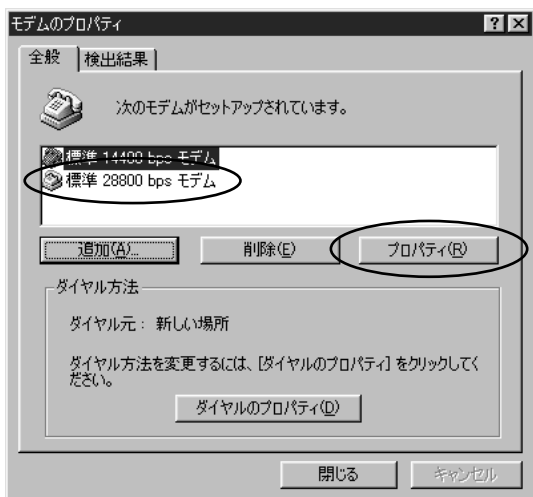 モデムのプロパティ
全般
検出結果
次のモデムがセットアップされています。
標準 14400 bps モデム
標準 28800 bps モデム
追加(A)...
削除(E)
プロパティ(R)
ダイヤル方法
ダイヤル元： 新しい場所
ダイヤル方法を変更するには、[ダイヤルのプロパティ] をクリックしてく
ださい。
ダイヤルのプロパティ(D)
閉じる
キャンセル